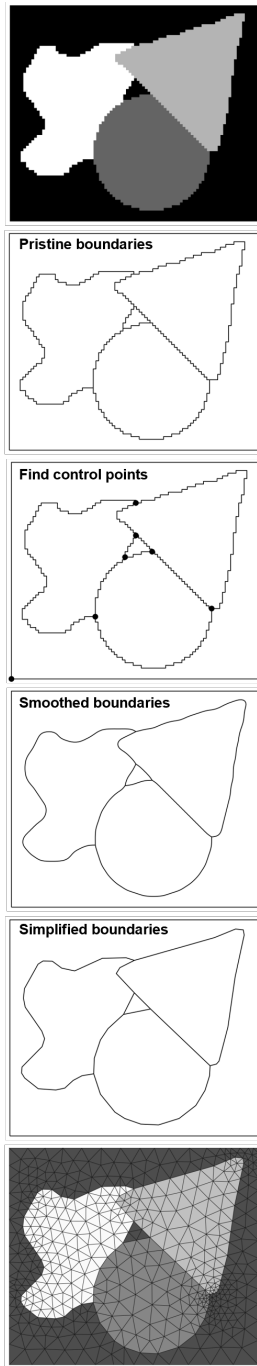 Pristine boundaries
Find control points
Smoothed boundaries
Simplified boundaries